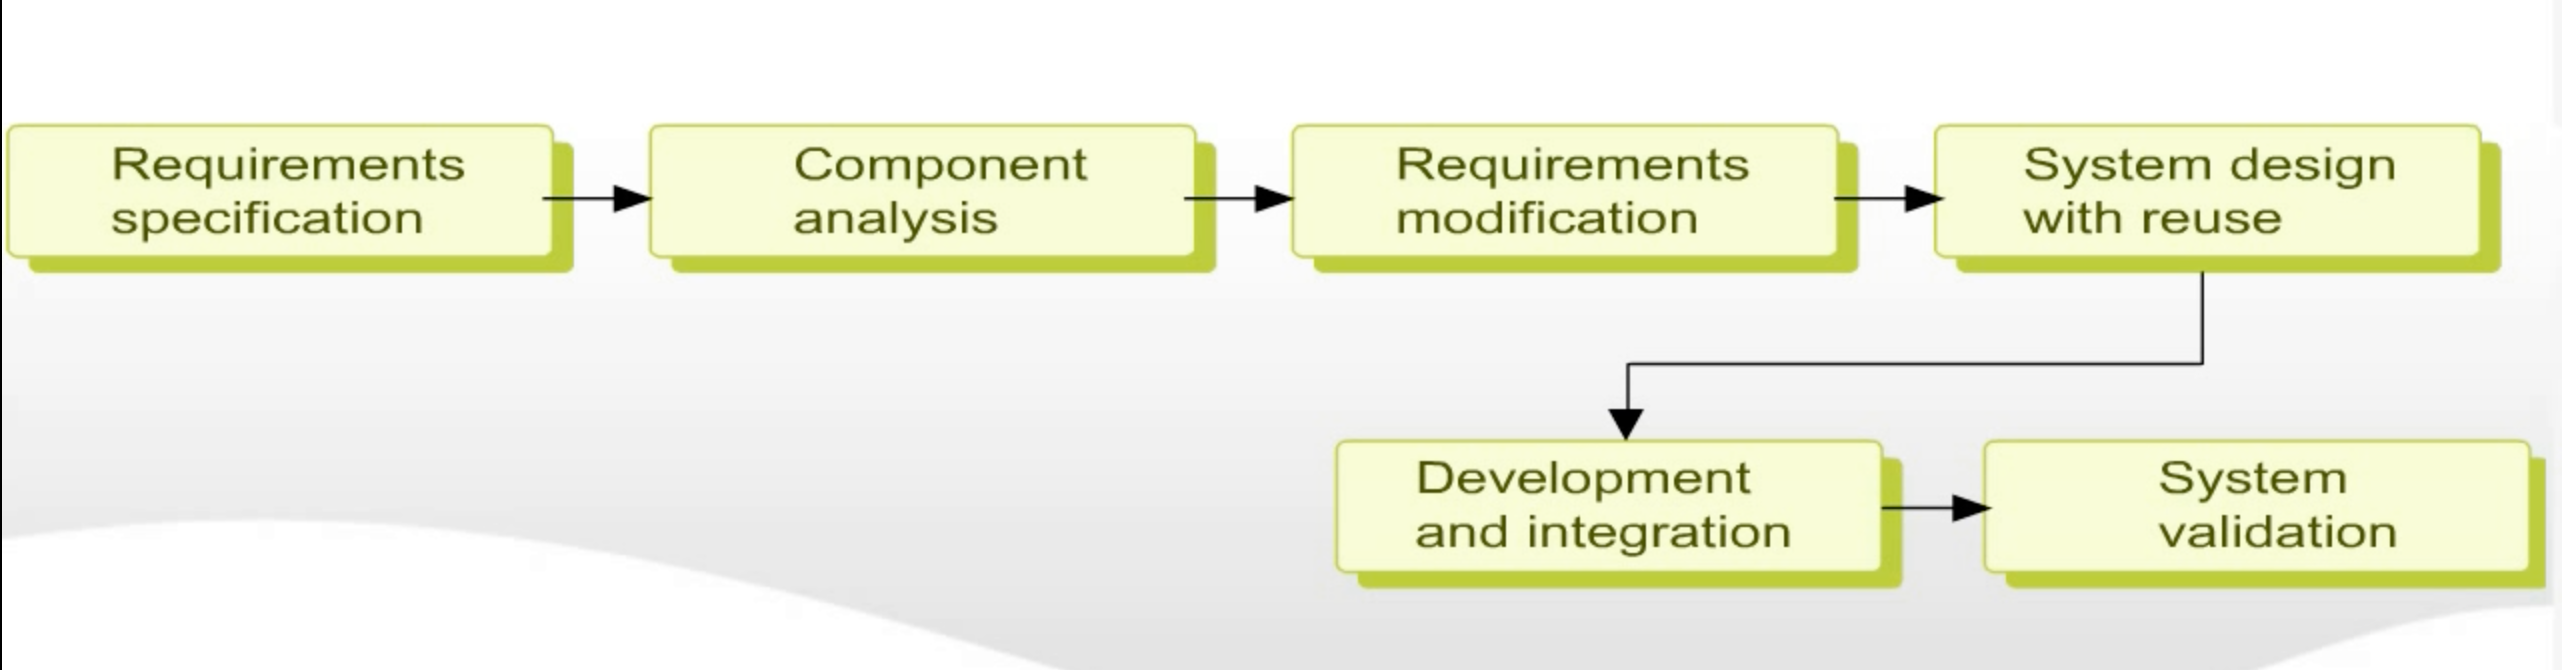 Requirements
specification
Component
analysis
Requirements
modification
System design
with reuse
Development
and integration
System
validation